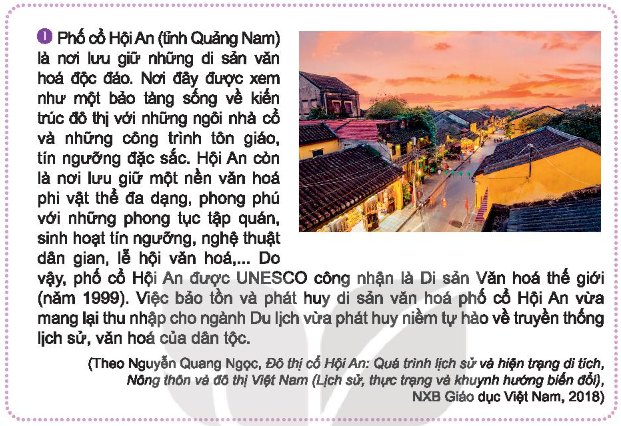 1 Phố cổ Hội An (tỉnh Quảng Nam)
là nơi lưu giữ những di sản văn
hoá độc đáo. Nơi đây được xem
như một bảo tàng sống về kiến
trúc đô thị với những ngôi nhà cổ
và những công trình tôn giáo,
tín ngưỡng đặc sắc. Hội An còn
là nơi lưu giữ một nền văn hoá
phi vật thể đa dạng, phong phú
với những phong tục tập quán,
sinh hoạt tín ngưỡng, nghệ thuật
dân gian, lễ hội văn hoá,... Do
vậy, phố cổ Hội An được UNESCO công nhận là Di sản Văn hoá thế giới
(năm 1999). Việc bảo tồn và phát huy di sản văn hoá phố cổ Hội An vừa
mang lại thu nhập cho ngành Du lịch vừa phát huy niềm tự hào về truyền thống
lịch sử, văn hoá của dân tộc.
(Theo Nguyễn Quang Ngọc, Đô thị cổ Hội An: Quá trình lịch sử và hiện trạng di tích,
Nông thôn và đô thị Việt Nam (Lịch sử, thực trạng và khuynh hướng biến đổi),
NXB Giáo dục Việt Nam, 2018)